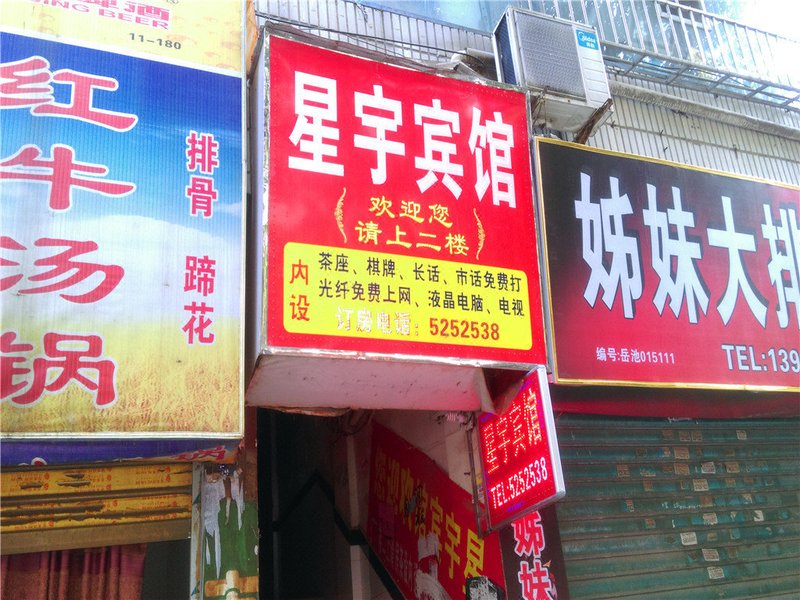 ING BEER
11-180
红牛汤锅
排骨
蹄花
星宇宾馆
欢迎您
请上二楼
内设
茶座、棋牌、长话、市话免费打
光纤免费上网、液晶电脑、电视
订房电话：5252538
Midea
姊妹大排
编号:岳池015111
TEL:139
星宇宾馆
TEL:5252538
姊妹